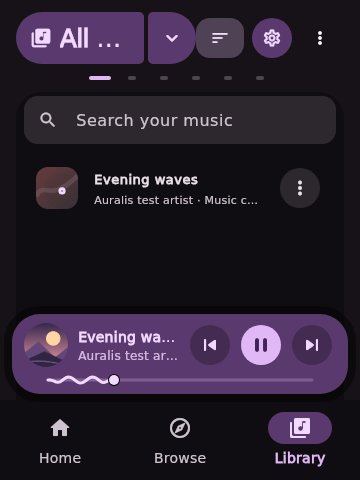 All ...
Search your music
Evening waves
Auralis test artist · Music c...
Evening wa...
Auralis test ar...
Home
Browse
Library